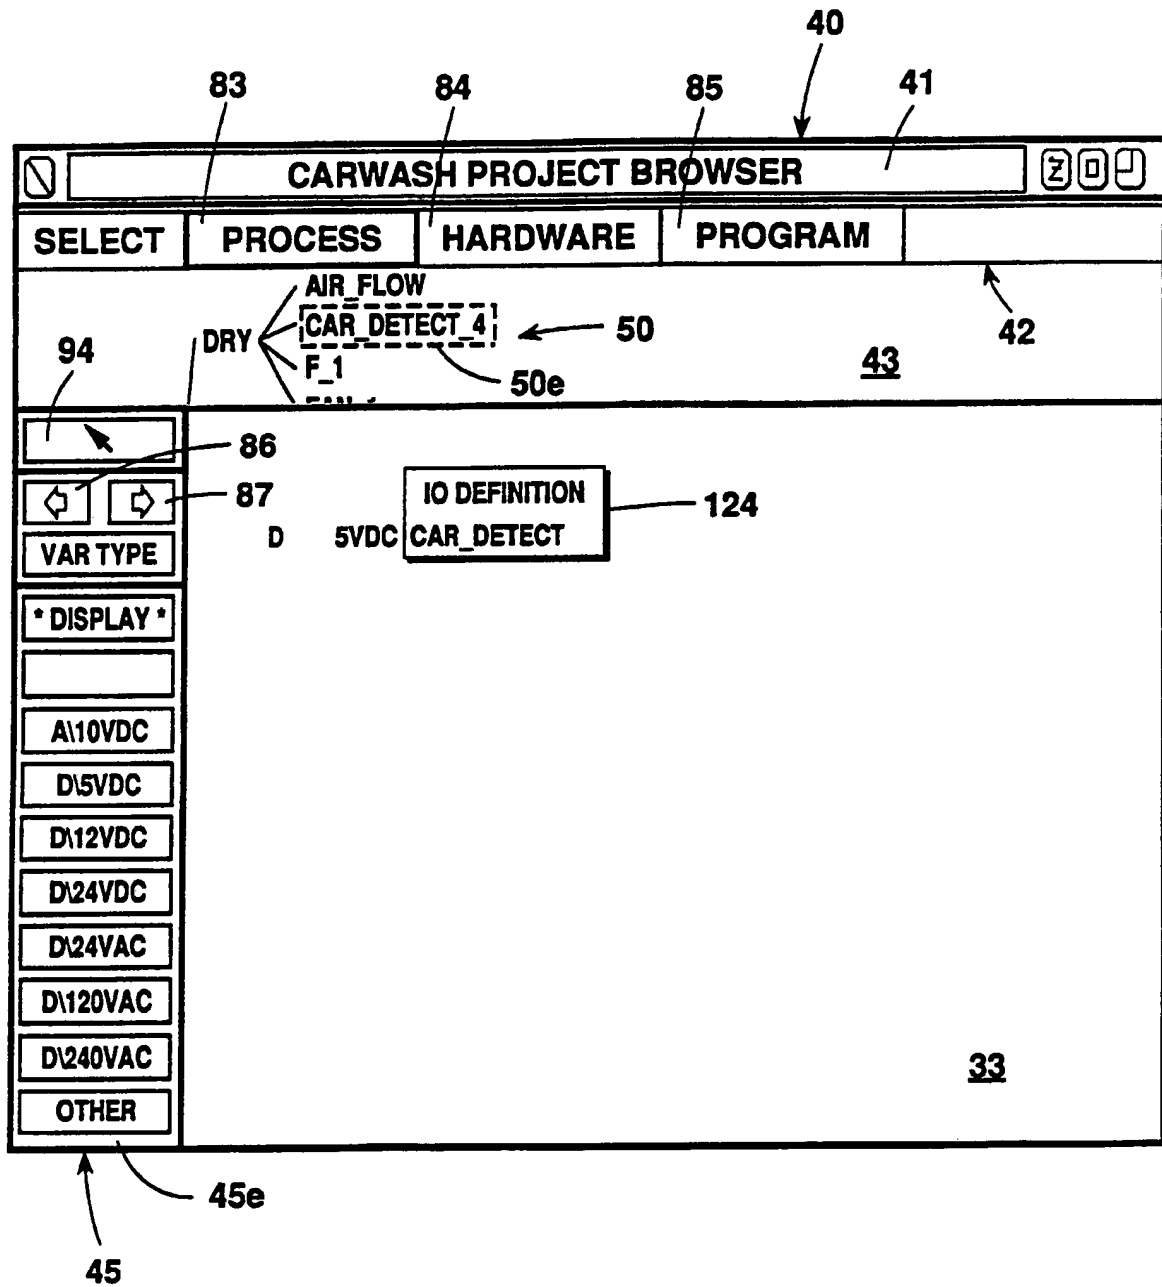 40
83 84 85 41
CARWASH PROJECT BROWSER Z
SELECT PROCESS HARDWARE PROGRAM
AIR_FLOW
CAR_DETECT_4
50
42
94
DRY
F_1
50e
43
86
IO DEFINITION
87
124
D 5VDC CAR_DETECT
VAR TYPE
* DISPLAY *
A\10VDC
D\5VDC
D\12VDC
D\24VDC
D\24VAC
D\120VAC
D\240VAC
33
OTHER
45e
45